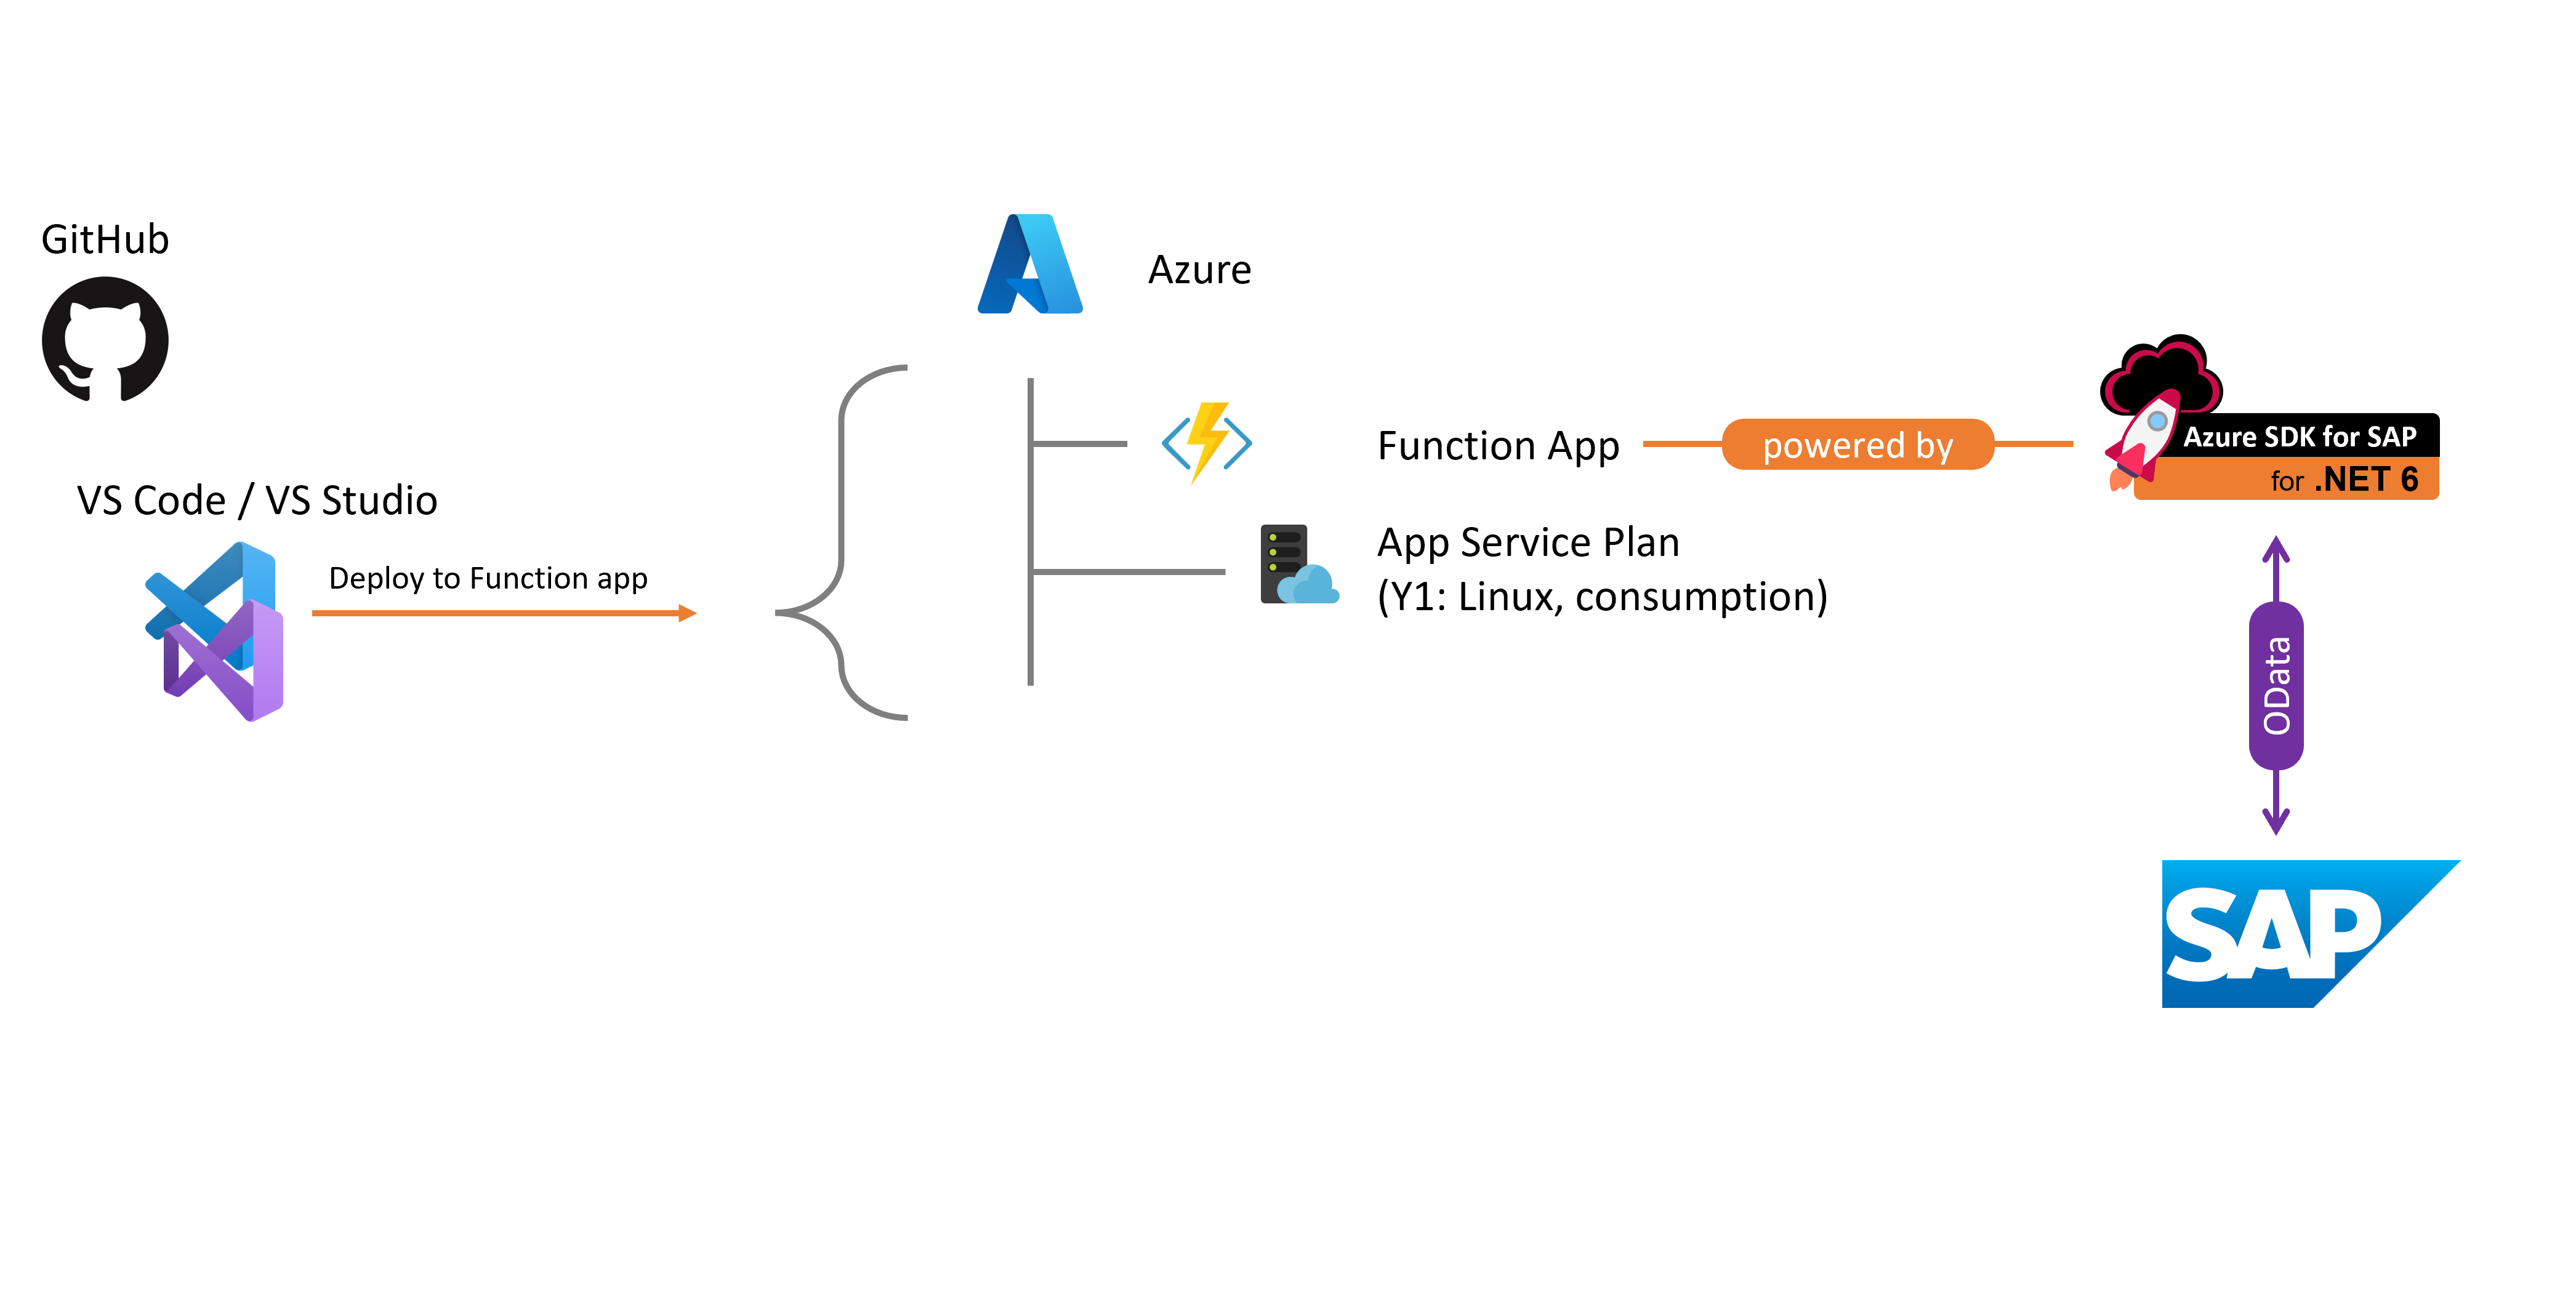 GitHub
VS Code / VS Studio
Deploy to Function app
Azure
Function App
powered by
App Service Plan
(Y1: Linux, consumption)
Azure SDK for SAP
for .NET 6
OData
SAP